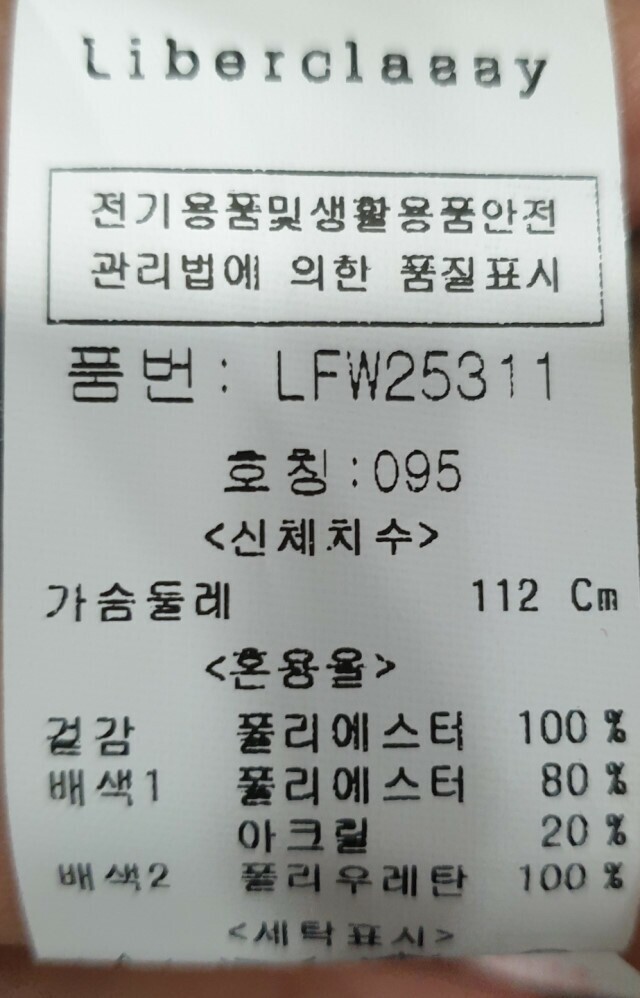 Liberclassy
전기용품및생활용품안전
관리법에 의한 품질표시
품번: LFW25311
호칭:095
<신체치수>
가슴둘레 112 Cm
<혼용율>
겉감 폴리에스터 100 %
배색1 폴리에스터 80 %
아크릴 20 %
배색2 폴리우레탄 100 %
<세탁표시>